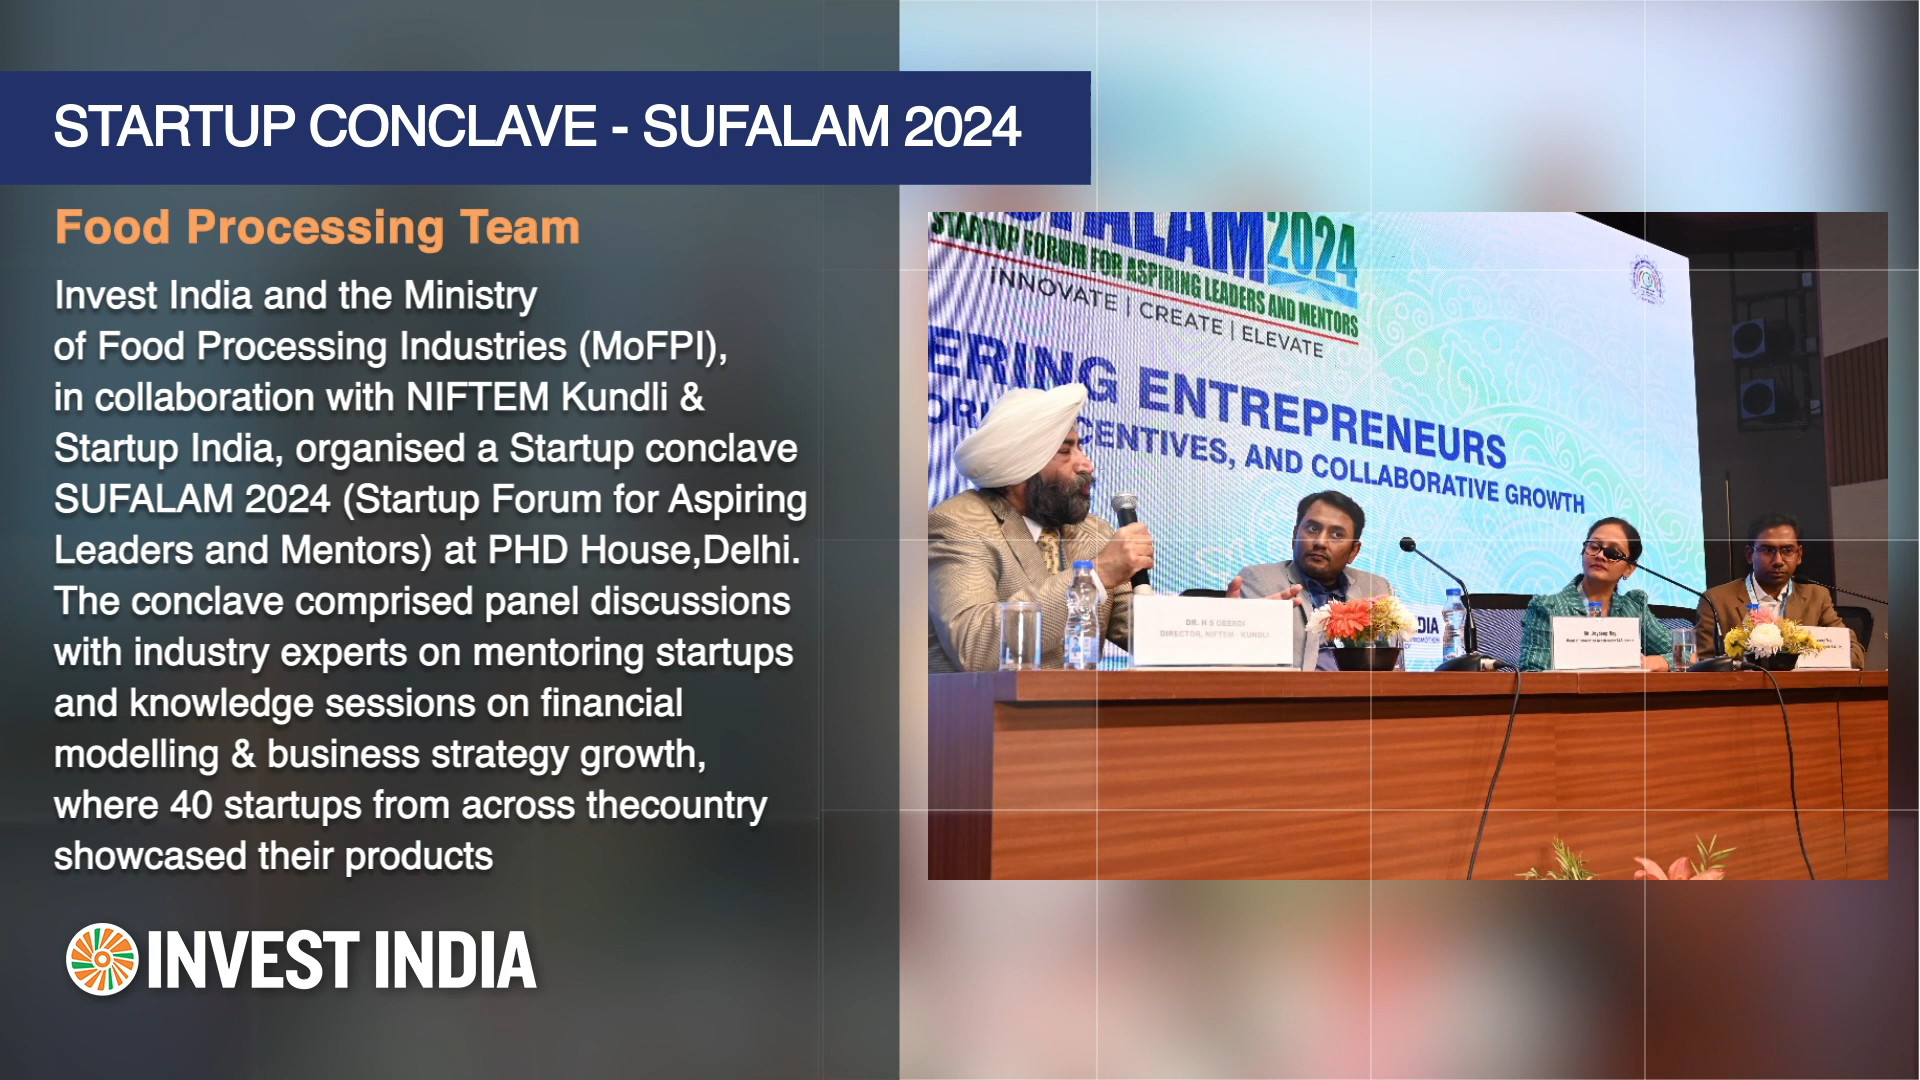 STARTUP CONCLAVE - SUFALAM 2024
Food Processing Team
Invest India and the Ministry
of Food Processing Industries (MoFPI),
in collaboration with NIFTEM Kundli &
Startup India, organised a Startup conclave
SUFALAM 2024 (Startup Forum for Aspiring
Leaders and Mentors) at PHD House,Delhi.
The conclave comprised panel discussions
with industry experts on mentoring startups
and knowledge sessions on financial
modelling & business strategy growth,
where 40 startups from across thecountry
showcased their products
INVEST INDIA
2024
STARTUP FORUM FOR ASPIRING LEADERS AND MENTORS
INNOVATE | CREATE | ELEVATE
ERING ENTREPRENEURS
CENTIVES, AND COLLABORATIVE GROWTH
DR. H S OBEROI
DIRECTOR, NIFTEM - KUNDLI
DIA